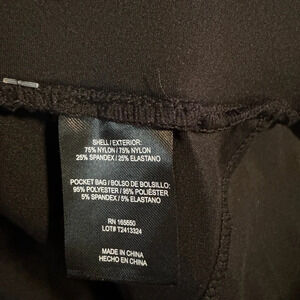 SHELL/EXTERIOR:
75% NYLON / 75% NYLON
25% SPANDEX / 25% ELASTANO
POCKET BAG / BOLSO DE BOLSILLO:
95% POLYESTER / 95% POLIÉSTER
5% SPANDEX / 5% ELASTANO
RN 165550
LOT# T2413324
MADE IN CHINA
HECHO EN CHINA